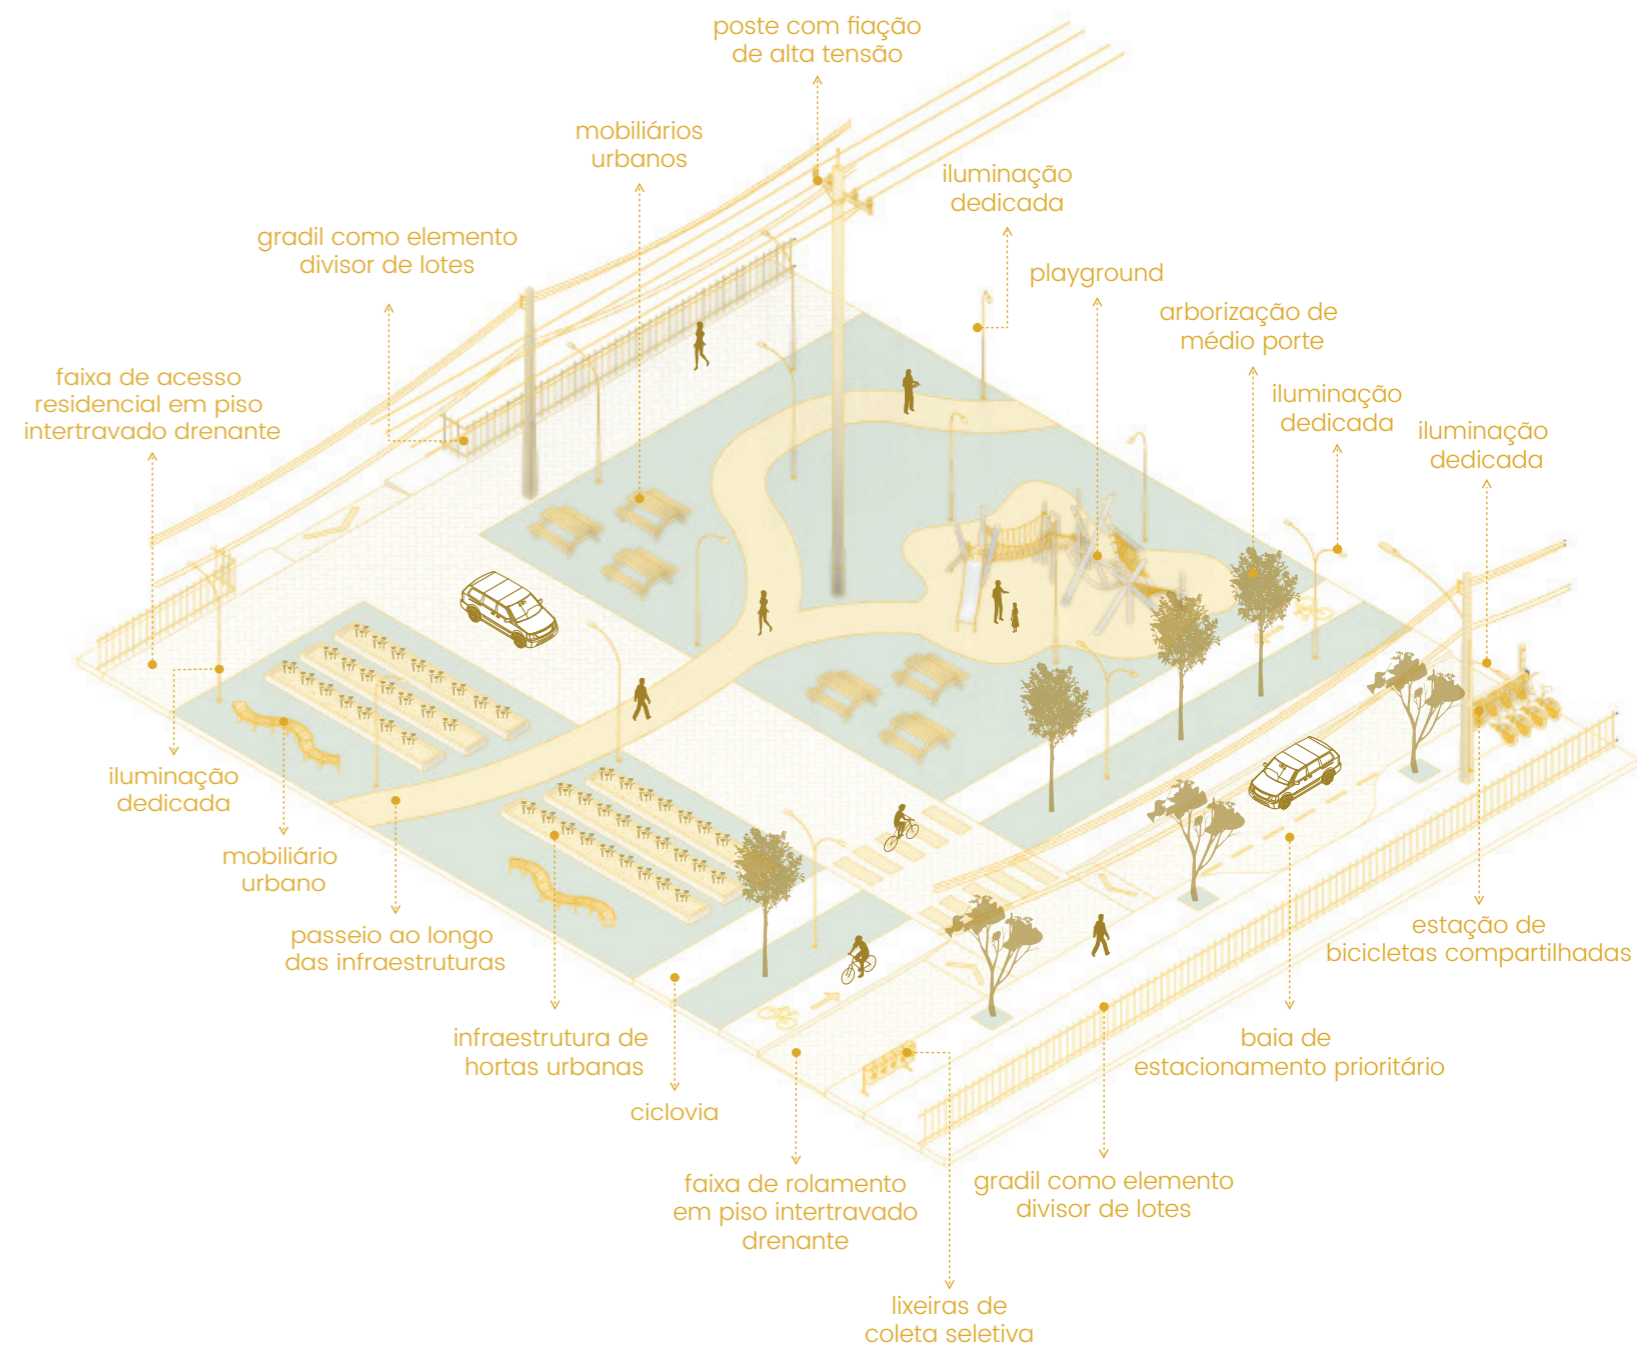 poste com fiação
de alta tensão
mobiliários
urbanos
iluminação
dedicada
gradil como elemento
divisor de lotes
playground
arborização de
médio porte
faixa de acesso
residencial em piso
intertravado drenante
iluminação
dedicada
iluminação
dedicada
iluminação
dedicada
mobiliário
urbano
passeio ao longo
das infraestruturas
estação de
bicicletas compartilhadas
infraestrutura de
hortas urbanas
baia de
estacionamento prioritário
ciclovia
faixa de rolamento
em piso intertravado
drenante
gradil como elemento
divisor de lotes
lixeiras de
coleta seletiva